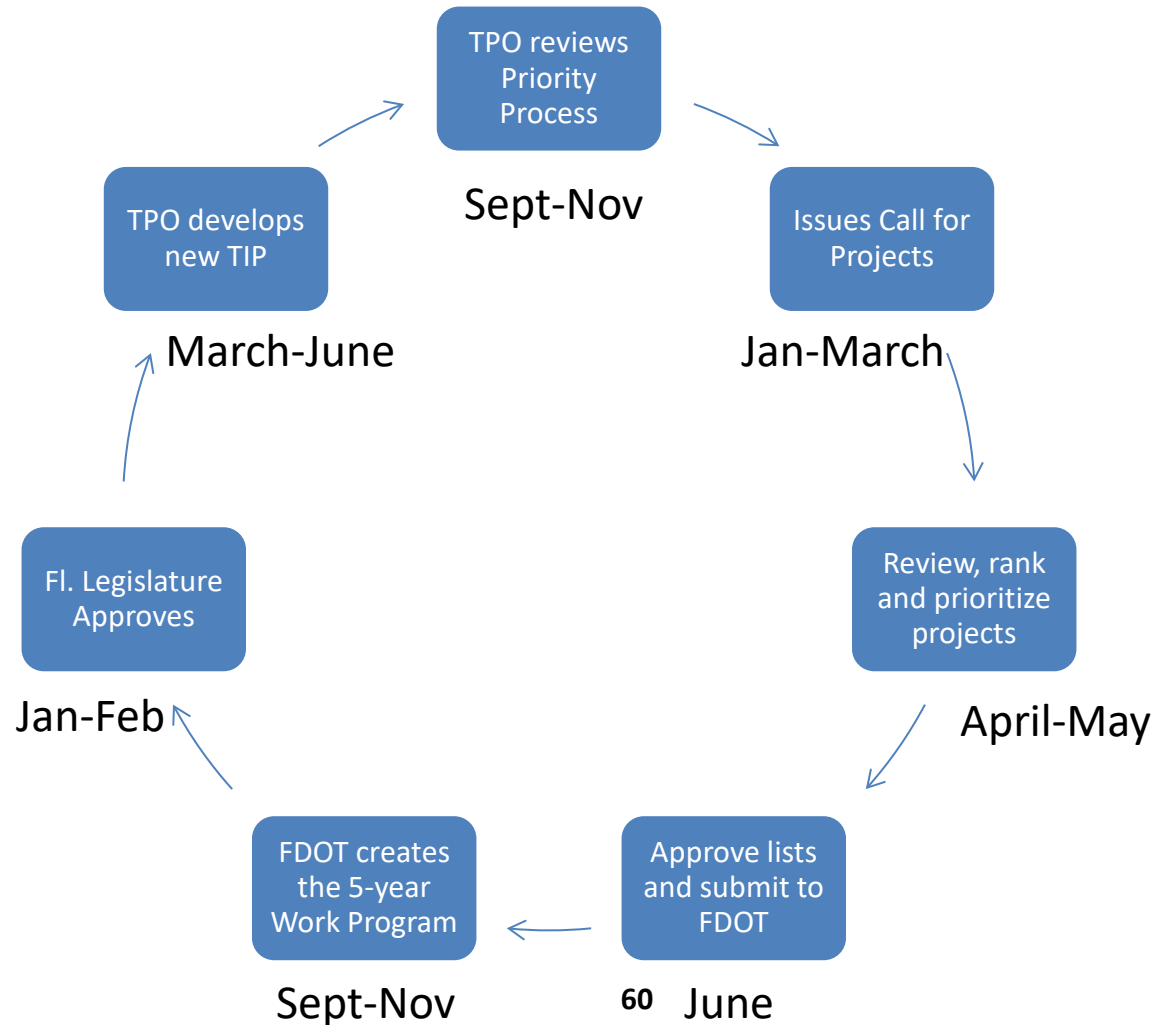 TPO reviews
Priority
Process
Sept-Nov
Issues Call for
Projects
Jan-March
Review, rank
and prioritize
projects
April-May
Approve lists
and submit to
FDOT
June
60
FDOT creates
the 5-year
Work Program
Sept-Nov
Fl. Legislature
Approves
Jan-Feb
TPO develops
new TIP
March-June